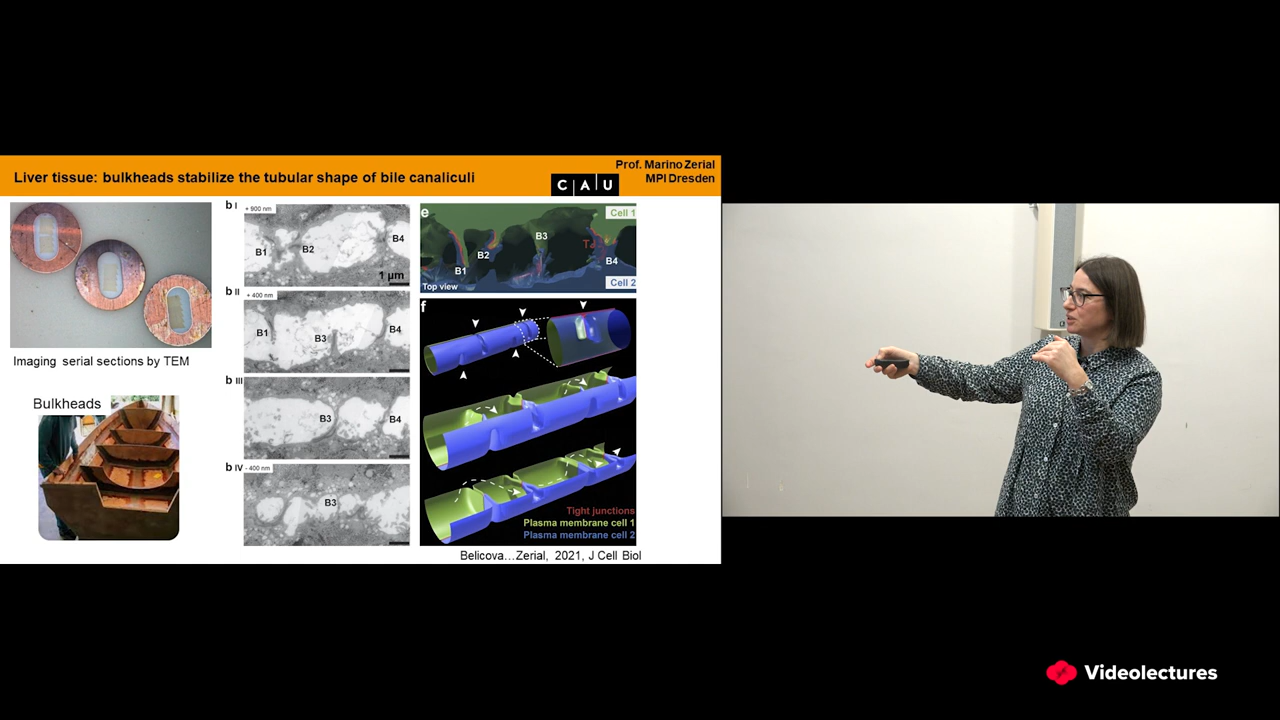 Liver tissue: bulkheads stabilize the tubular shape of bile canaliculi
Prof. Marino Zerial
MPI Dresden
C A U
Imaging serial sections by TEM
Bulkheads
b I
+ 900 nm
B1
B2
B4
1 µm
b II
+ 400 nm
B1
B3
B4
b III
B3
B4
b IV
- 400 nm
B3
e
Cell 1
B3
B2
B1
B4
Top view
Cell 2
f
Tight junctions
Plasma membrane cell 1
Plasma membrane cell 2
Belicova...Zerial, 2021, J Cell Biol
Videolectures